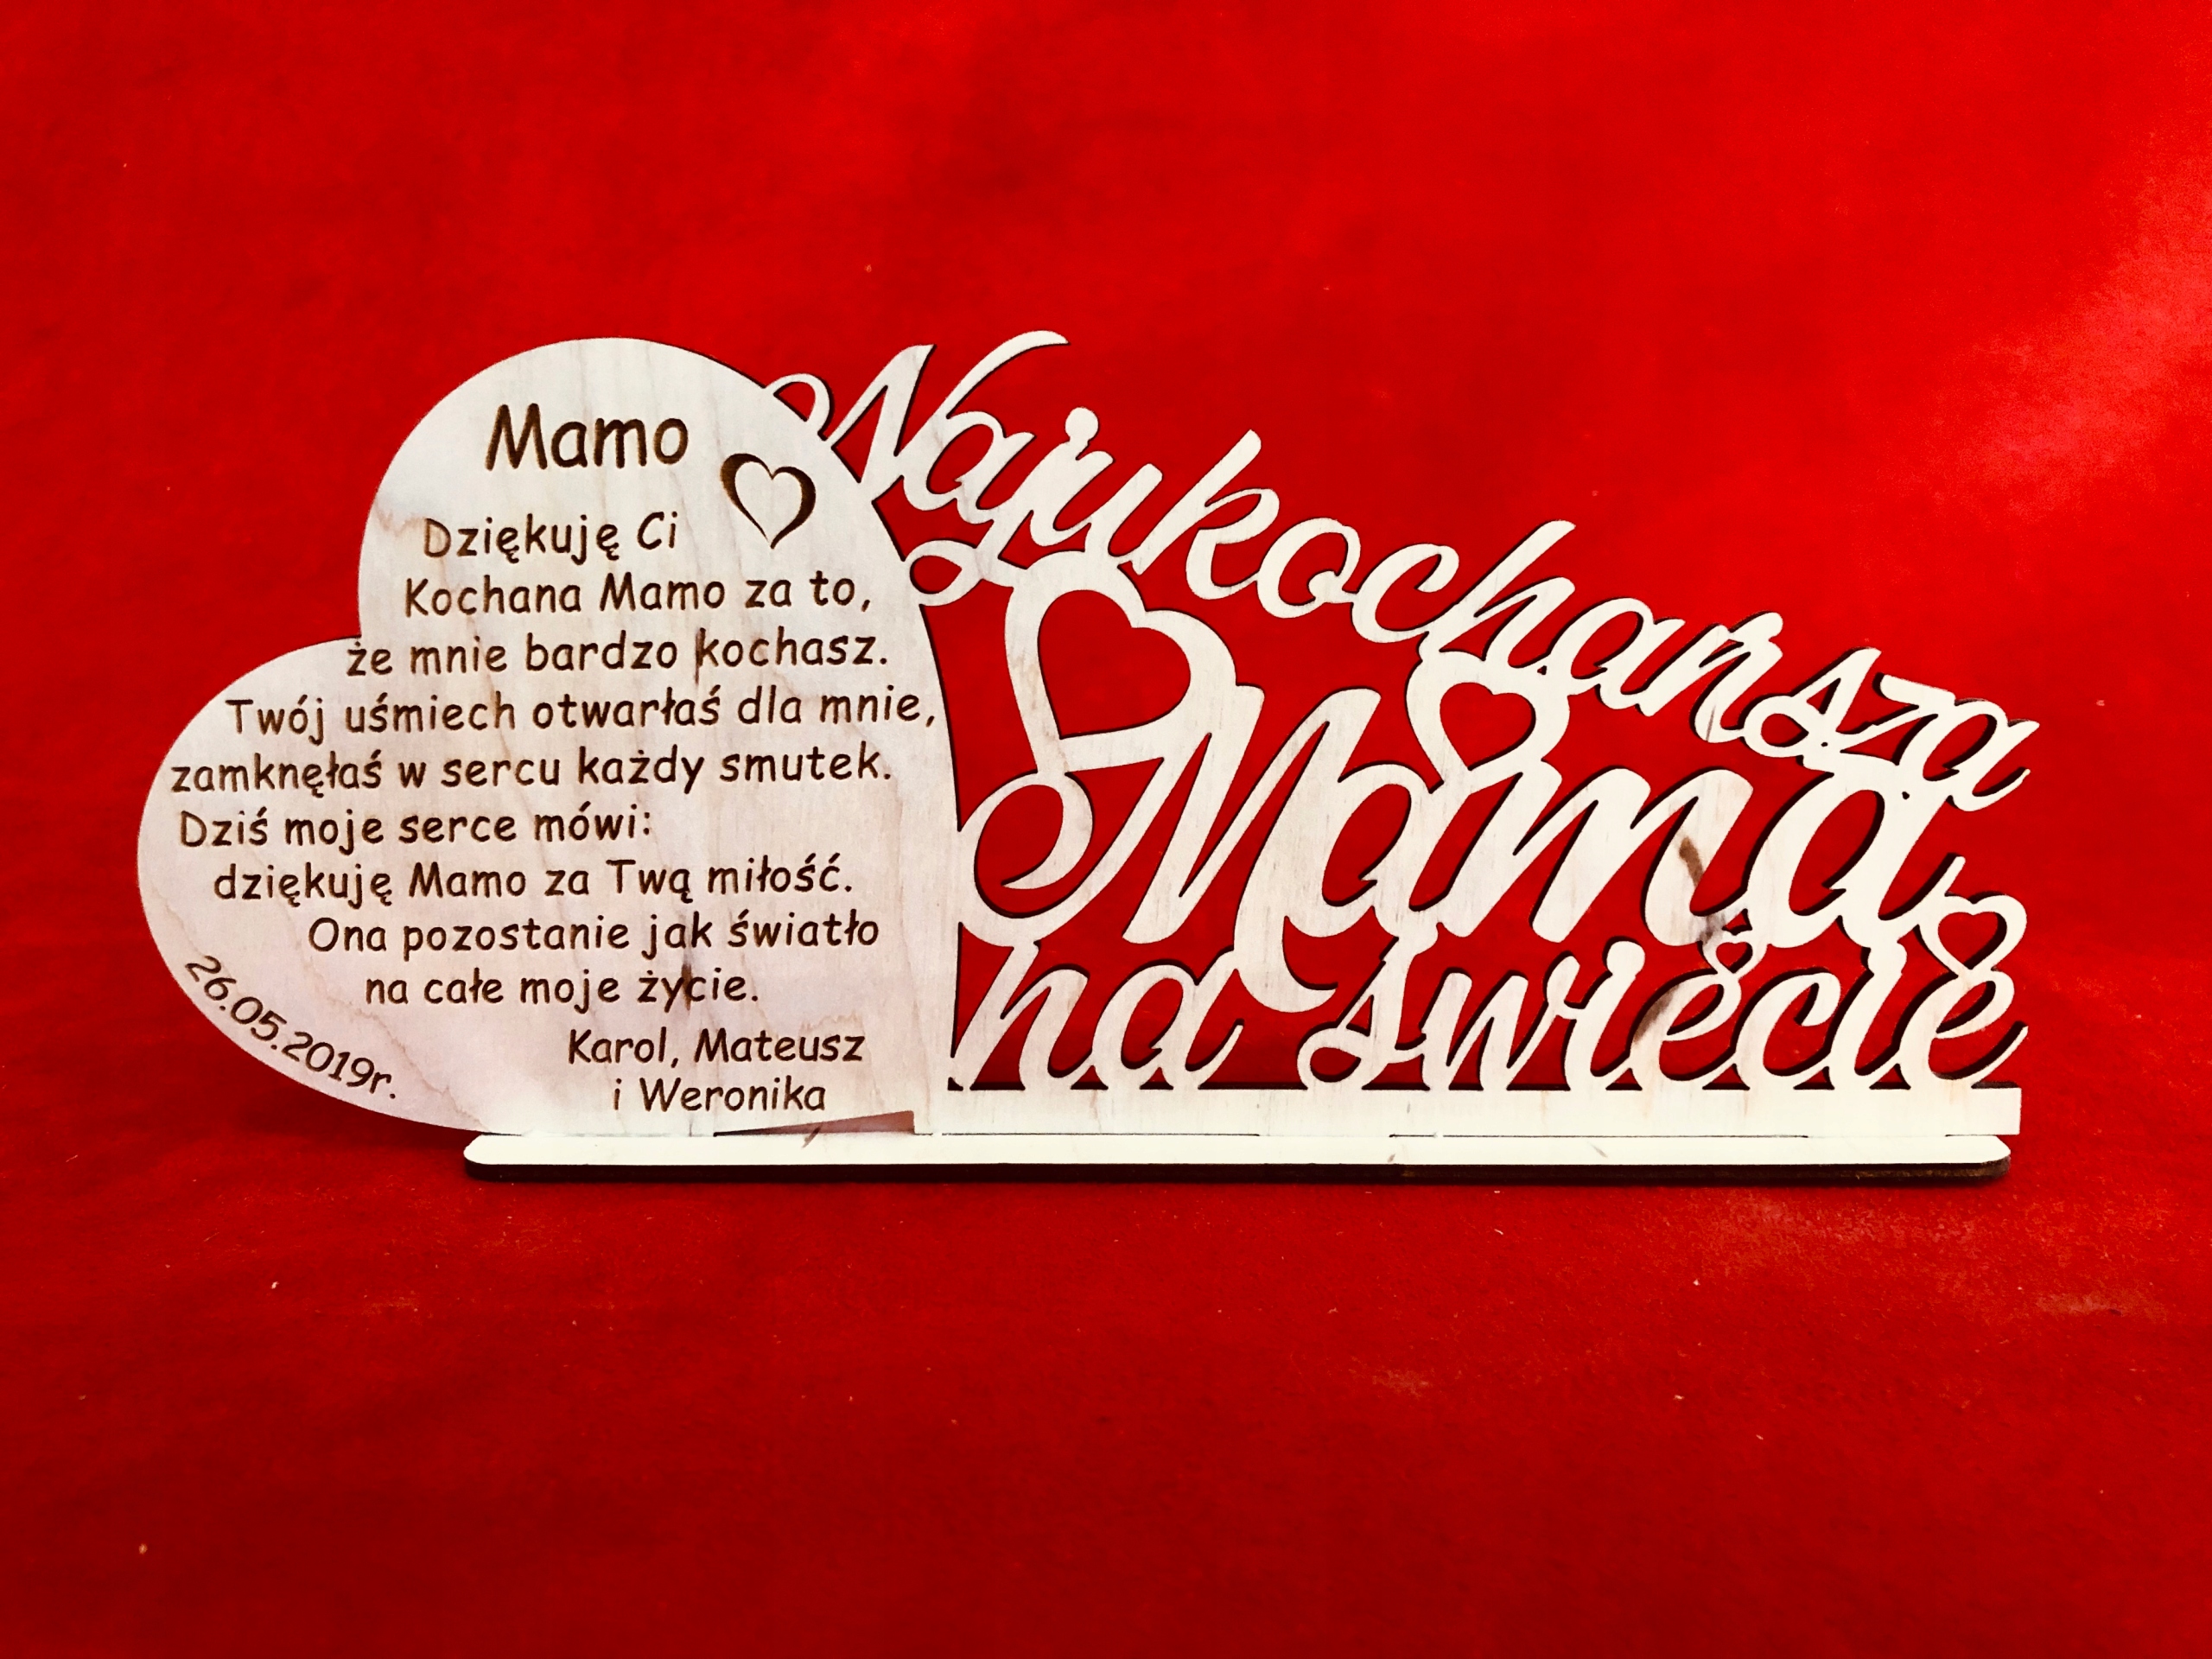 Mamo
Dziękuję Ci
Kochana Mamo za to,
że mnie bardzo kochasz.
Twój uśmiech otwarłaś dla mnie,
zamknęłaś w sercu każdy smutek.
Dziś moje serce mówi:
dziękuję Mamo za Twą miłość.
Ona pozostanie jak światło
na całe moje życie.
Karol, Mateusz
i Weronika
26.05.2019r.
Najukochańsza
Mama
na świecie